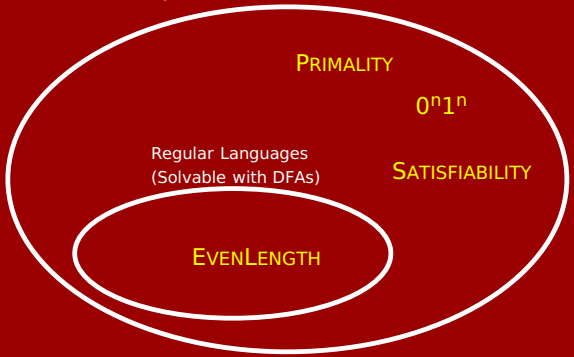 PRIMALITY
0ⁿ1ⁿ
Regular Languages
(Solvable with DFAs)
SATISFIABILITY
EVENLENGTH